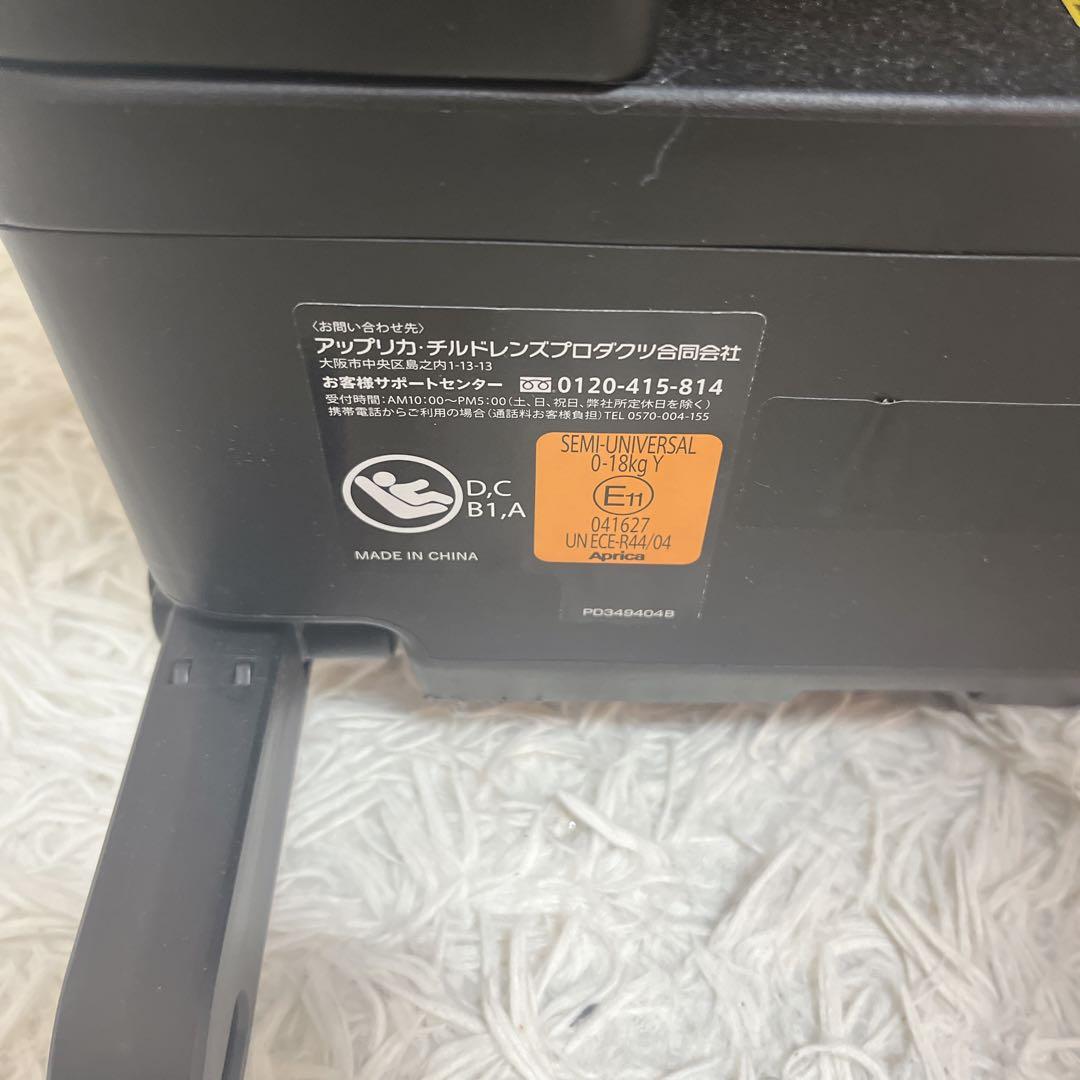 〈お問い合わせ先〉
アップリカ・チルドレンズプロダクツ合同会社
大阪市中央区島之内1-13-13
お客様サポートセンター 0120-415-814
受付時間：AM10：00～PM5：00（土、日、祝日、弊社所定休日を除く）
携帯電話からご利用の場合（通話料お客様負担）TEL 0570-004-155
D,C
B1,A
MADE IN CHINA
SEMI-UNIVERSAL
0-18kg Y
E11
041627
UN ECE-R44/04
Aprica
PD349404B